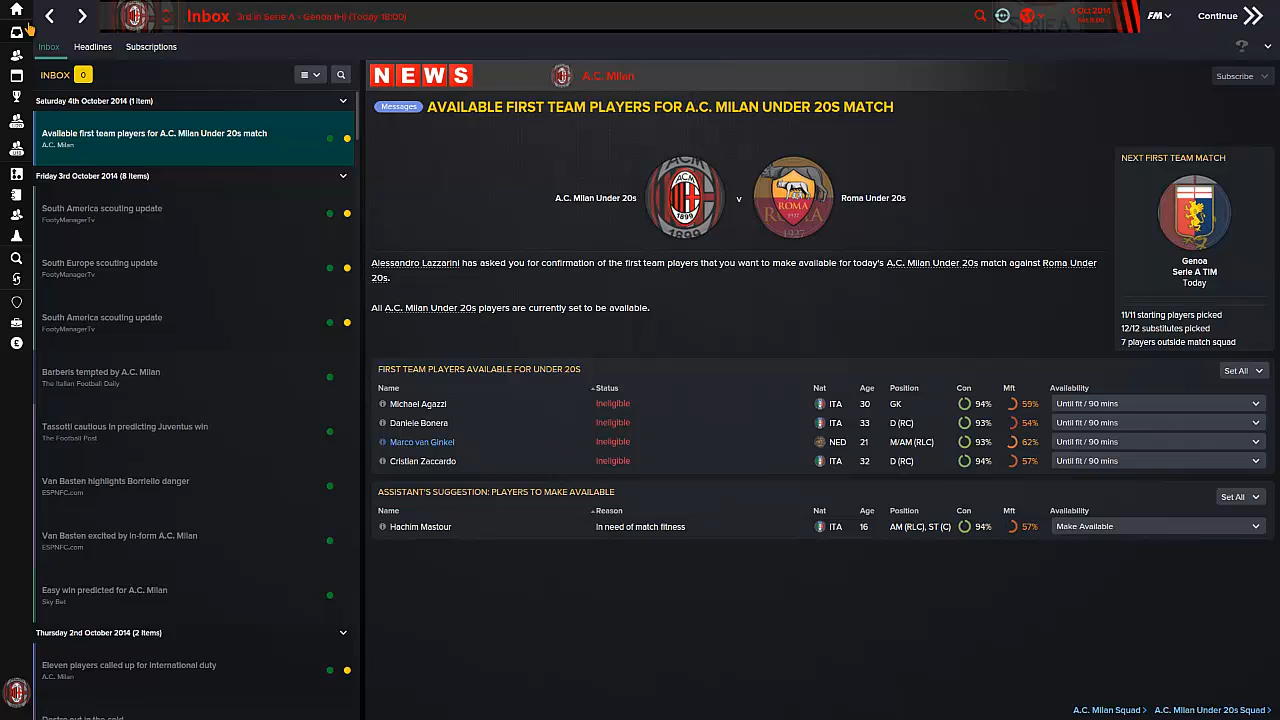 Inbox
3rd in Serie A - Genoa (H) (Today 18:00)
4 Oct 2014
FM
Continue
Inbox
Headlines
Subscriptions
INBOX 0
Saturday 4th October 2014 (1 item)
Available first team players for A.C. Milan Under 20s match
A.C. Milan
Friday 3rd October 2014 (8 items)
South America scouting update
FootyManagerTv
South Europe scouting update
FootyManagerTv
South America scouting update
FootyManagerTv
Barberis tempted by A.C. Milan
The Italian Football Daily
Tassotti cautious in predicting Juventus win
The Football Post
Van Basten highlights Borriello danger
ESPNFC.com
Van Basten excited by in-form A.C. Milan
ESPNFC.com
Easy win predicted for A.C. Milan
Sky Bet
Thursday 2nd October 2014 (2 items)
Eleven players called up for international duty
A.C. Milan
NEWS
A.C. Milan
Subscribe
Messages
AVAILABLE FIRST TEAM PLAYERS FOR A.C. MILAN UNDER 20S MATCH
A.C. Milan Under 20s
ACM
1899
v
ROMA
1927
Roma Under 20s
Alessandro Lazzarini has asked you for confirmation of the first team players that you want to make available for today's A.C. Milan Under 20s match against Roma Under
20s.
All A.C. Milan Under 20s players are currently set to be available.
NEXT FIRST TEAM MATCH
Genoa
Serie A TIM
Today
11/11 starting players picked
12/12 substitutes picked
7 players outside match squad
FIRST TEAM PLAYERS AVAILABLE FOR UNDER 20S
Set All
Name Status Nat Age Position Con Mft Availability
Michael Agazzi Ineligible ITA 30 GK 94% 59% Until fit / 90 mins
Daniele Bonera Ineligible ITA 33 D (RC) 93% 54% Until fit / 90 mins
Marco van Ginkel Ineligible NED 21 M/AM (RLC) 93% 62% Until fit / 90 mins
Cristian Zaccardo Ineligible ITA 32 D (RC) 94% 57% Until fit / 90 mins
ASSISTANT'S SUGGESTION: PLAYERS TO MAKE AVAILABLE
Set All
Name Reason Nat Age Position Con Mft Availability
Hachim Mastour In need of match fitness ITA 16 AM (RLC), ST (C) 94% 57% Make Available
A.C. Milan Squad >
A.C. Milan Under 20s Squad >